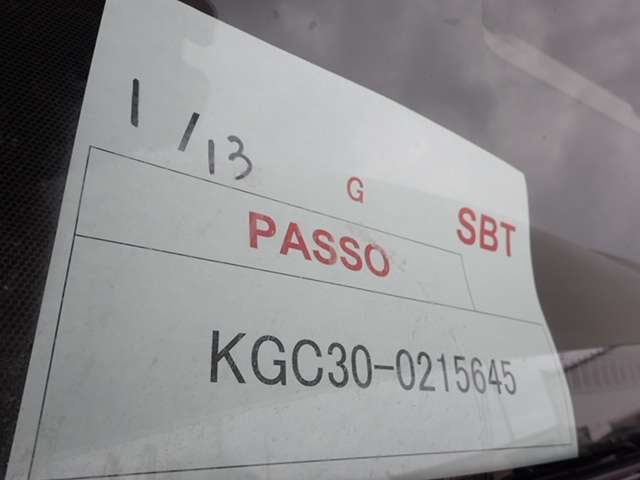 1/13
G
PASSO SBT
KGC30-0215645